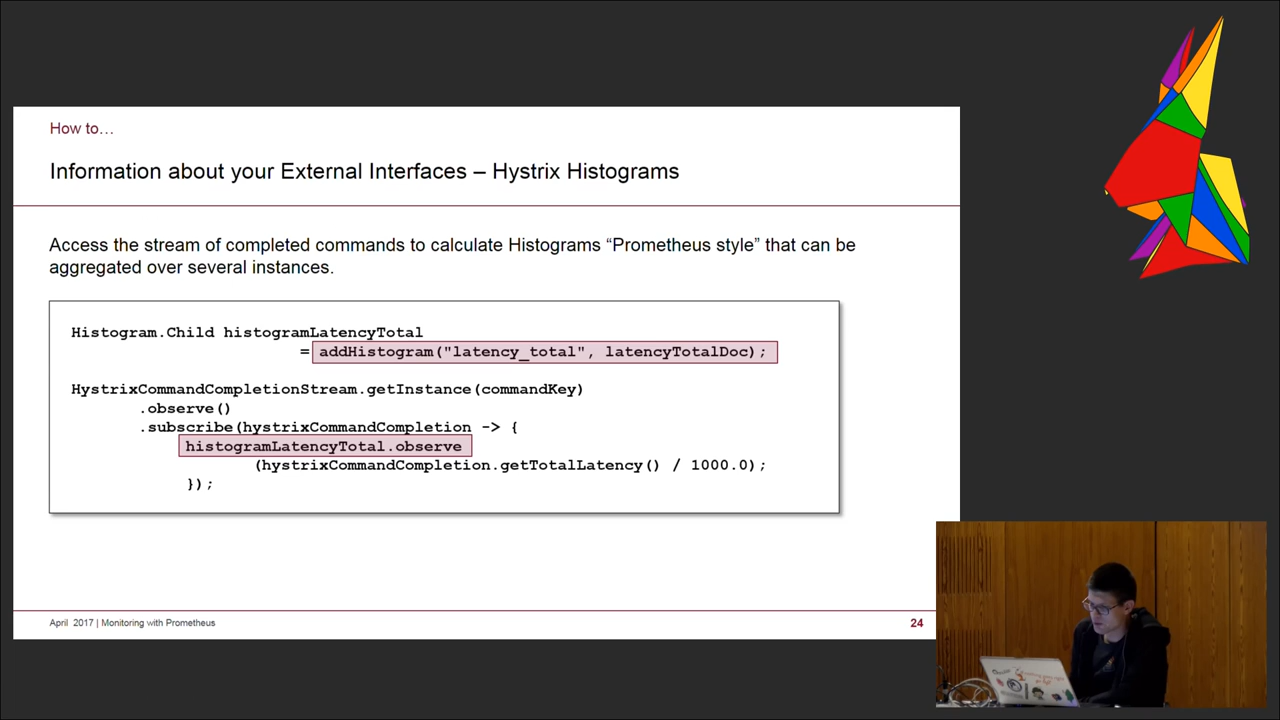 How to…
Information about your External Interfaces – Hystrix Histograms
Access the stream of completed commands to calculate Histograms “Prometheus style” that can be
aggregated over several instances.
Histogram.Child histogramLatencyTotal
= addHistogram("latency_total", latencyTotalDoc);
HystrixCommandCompletionStream.getInstance(commandKey)
.observe()
.subscribe(hystrixCommandCompletion -> {
histogramLatencyTotal.observe
(hystrixCommandCompletion.getTotalLatency() / 1000.0);
});
April 2017 | Monitoring with Prometheus
24